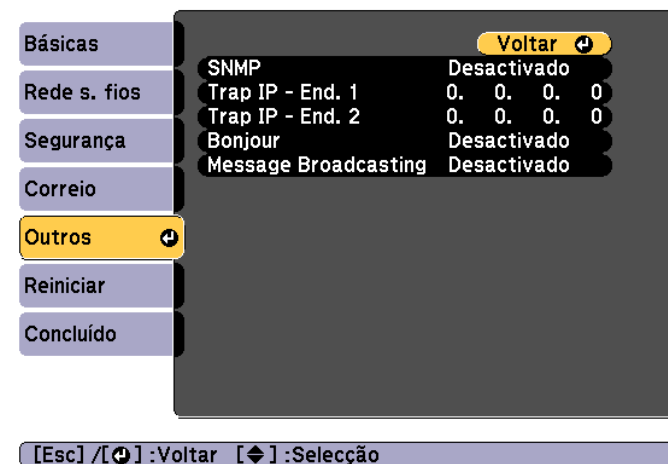 Básicas
Rede s. fios
Segurança
Correio
Outros
Reiniciar
Concluído
Voltar
SNMP Desactivado
Trap IP - End. 1 0. 0. 0. 0
Trap IP - End. 2 0. 0. 0. 0
Bonjour Desactivado
Message Broadcasting Desactivado
[Esc] /[⏎] :Voltar [◆] :Selecção